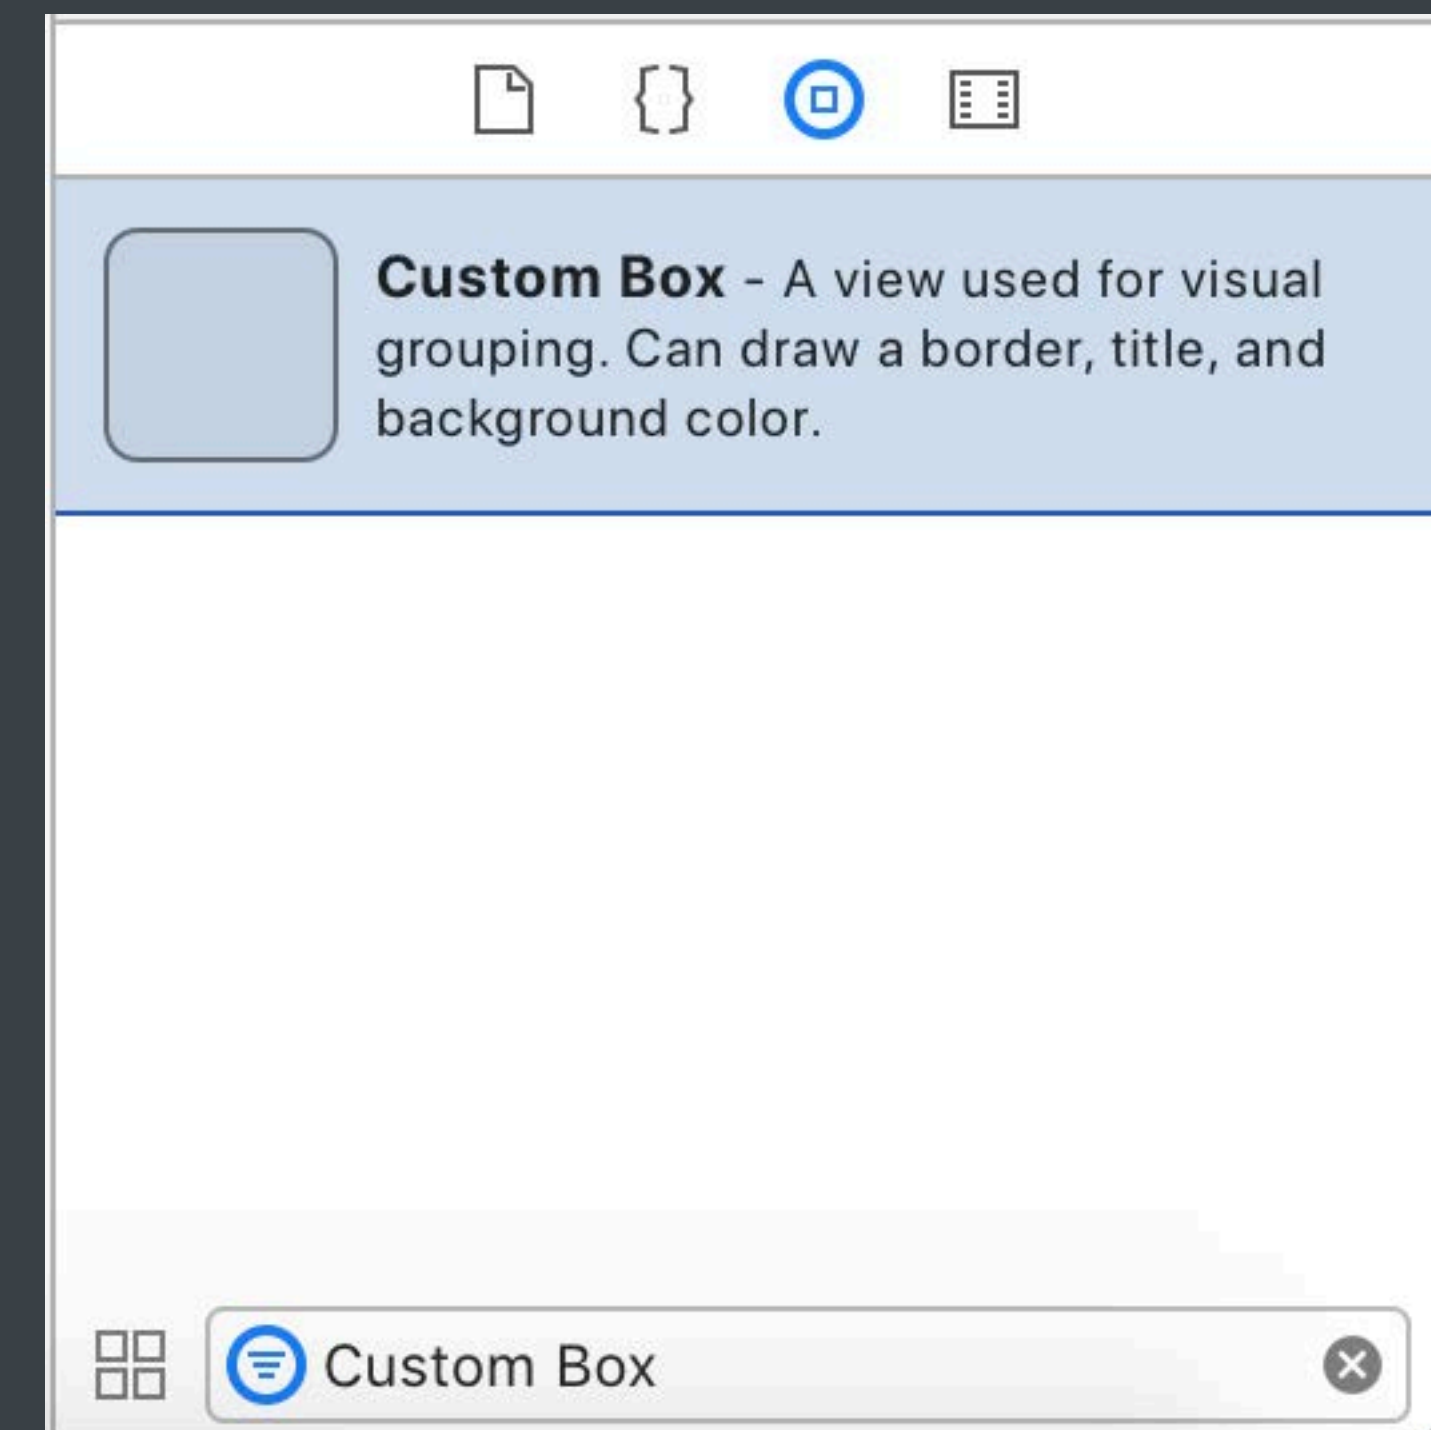 Custom Box - A view used for visual
grouping. Can draw a border, title, and
background color.
Custom Box